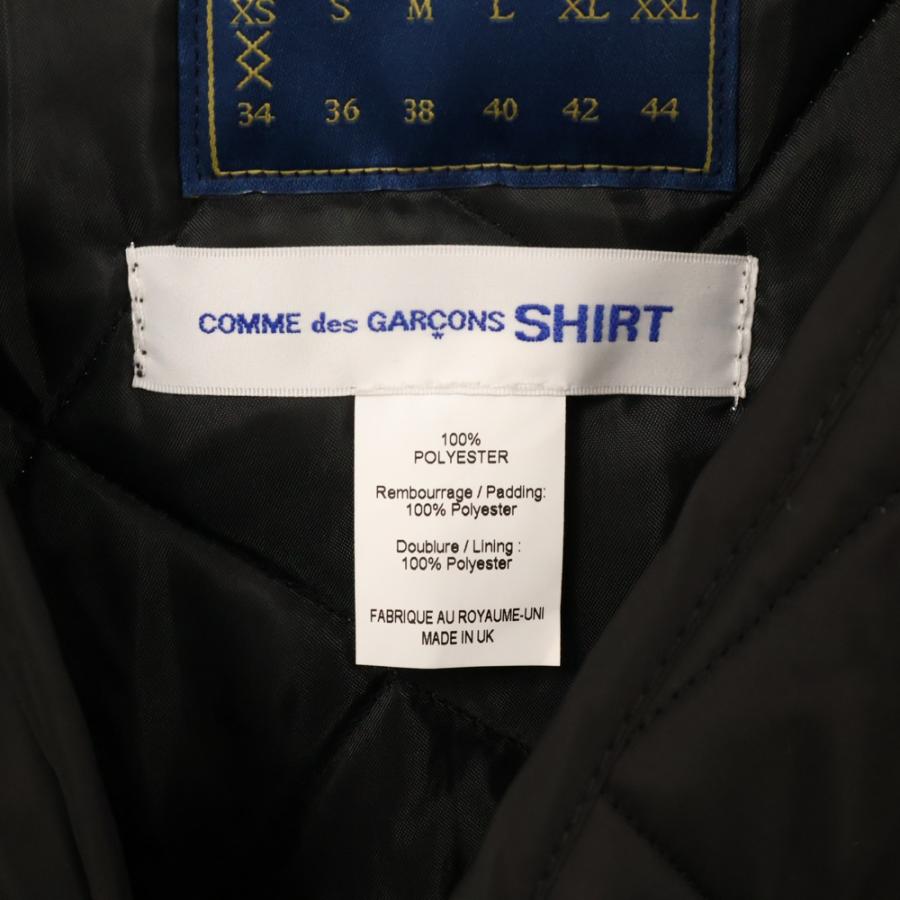 XS S M L XL XXL
XX
34 36 38 40 42 44
COMME des GARÇONS SHIRT
100%
POLYESTER
Rembourrage / Padding:
100% Polyester
Doublure / Lining :
100% Polyester
FABRIQUE AU ROYAUME-UNI
MADE IN UK